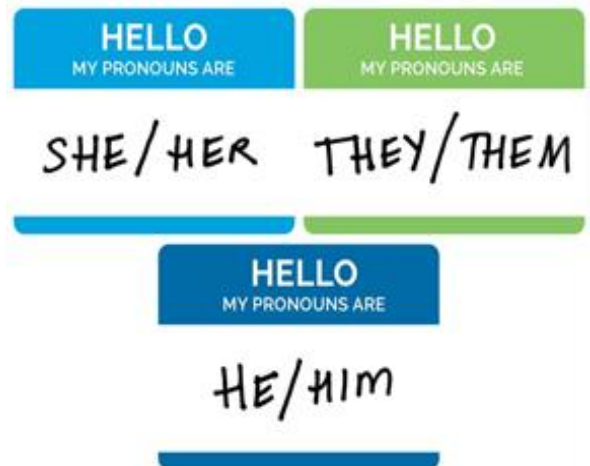 HELLO
MY PRONOUNS ARE
SHE/HER
HELLO
MY PRONOUNS ARE
THEY/THEM
HELLO
MY PRONOUNS ARE
HE/HIM